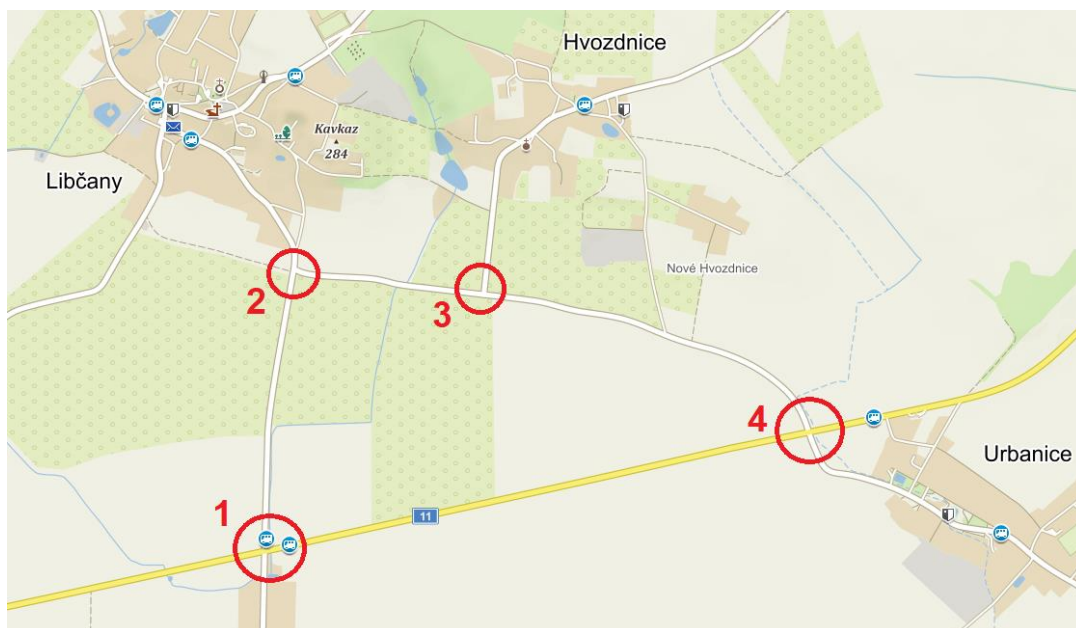 Hvozdnice
Kavkaz
284
Libčany
Nové Hvozdnice
2
3
4
Urbanice
1
11